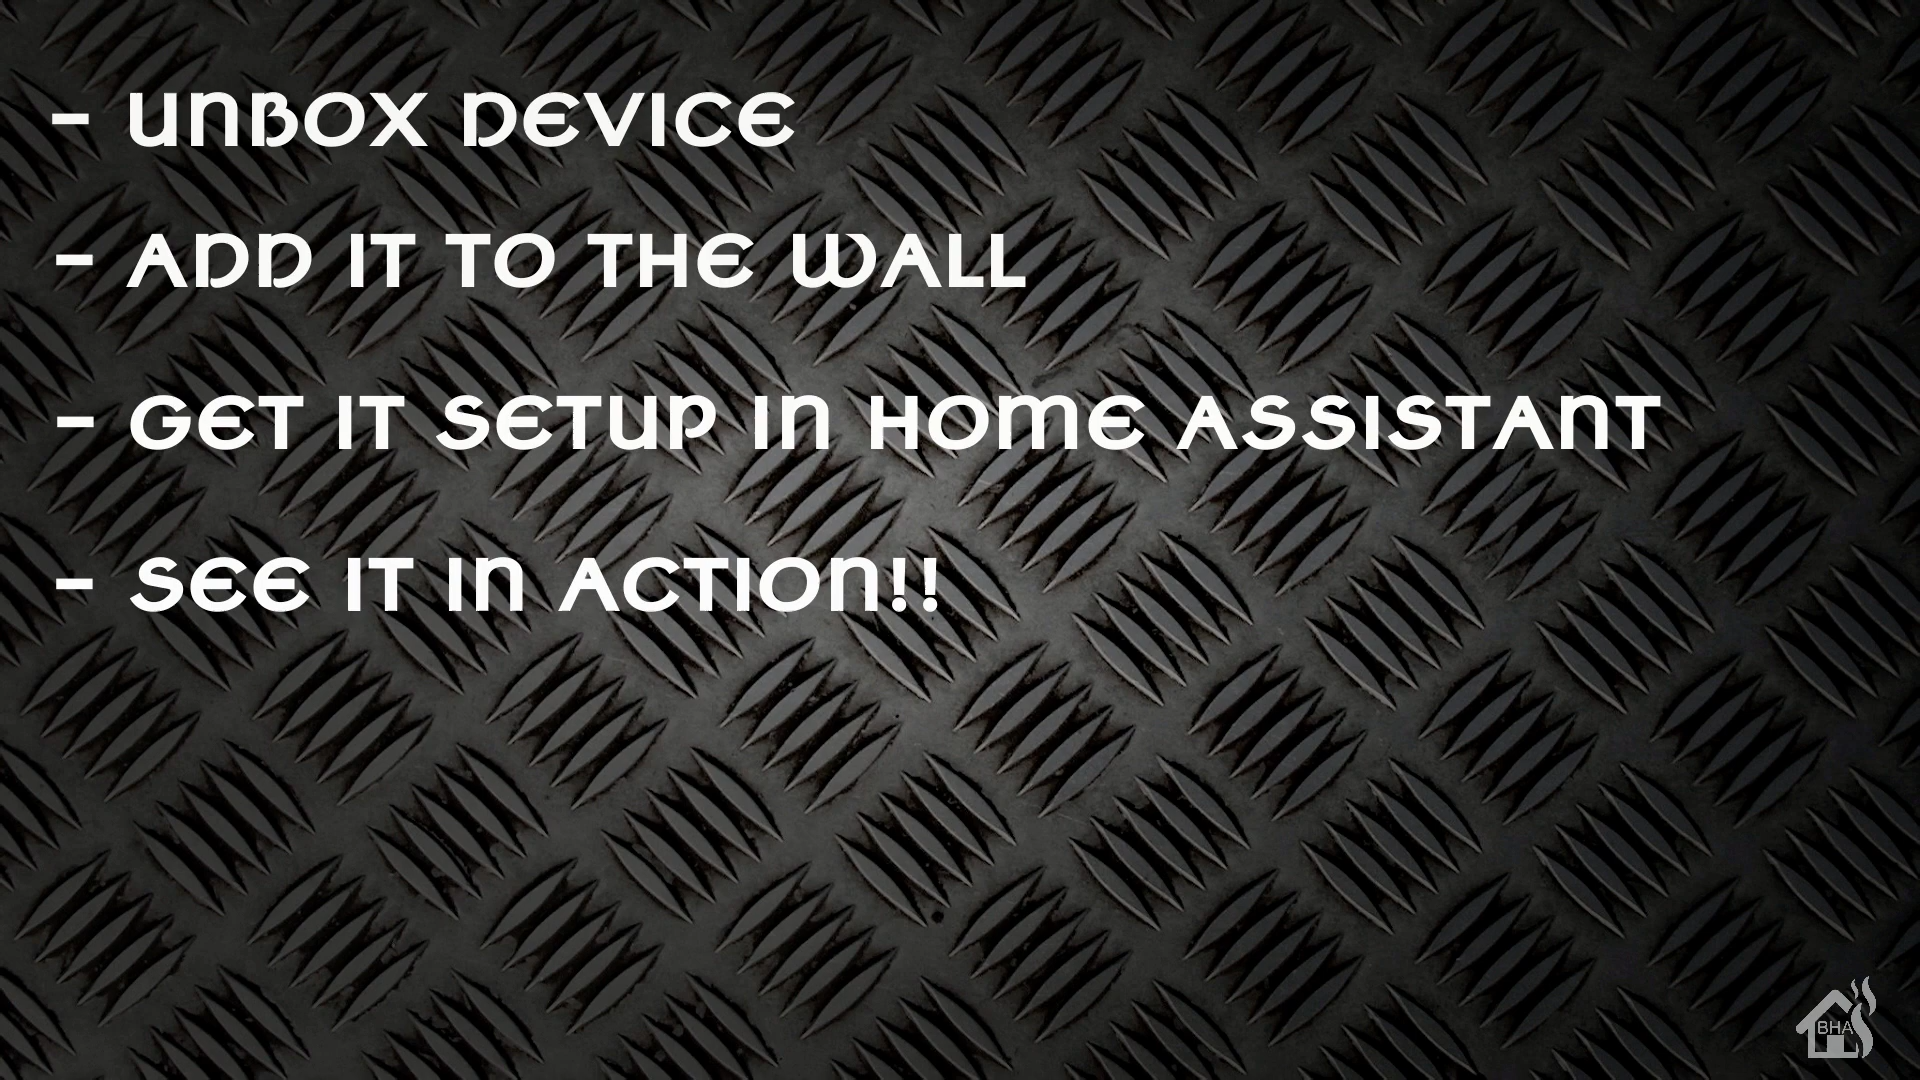 - UNBOX DEVICE
- ADD IT TO THE WALL
- GET IT SETUP IN HOME ASSISTANT
- SEE IT IN ACTION!!
BHA